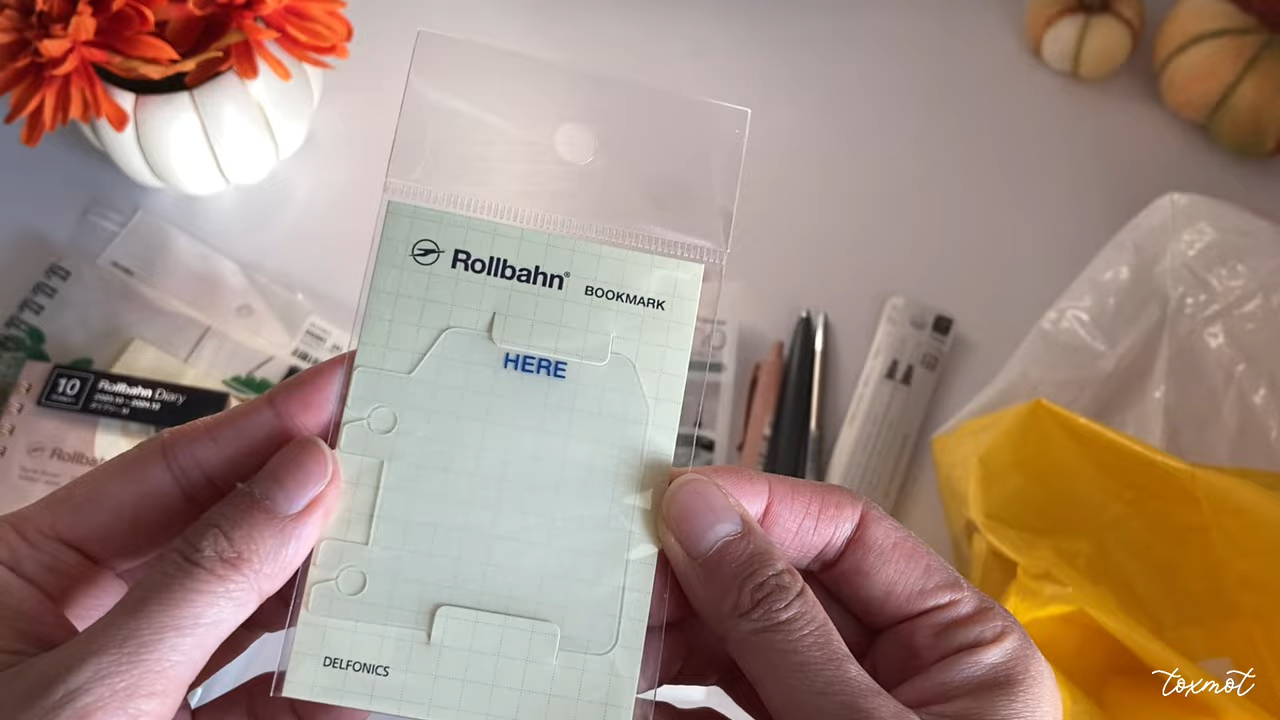 Rollbahn® BOOKMARK
HERE
DELFONICS
10
Rollbahn Diary
Rollbahn
toxmot